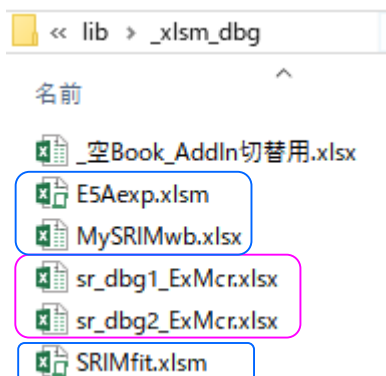 « lib › _xlsm_dbg
名前
_空Book_AddIn切替用.xlsx
E5Aexp.xlsm
MySRIMwb.xlsx
sr_dbg1_ExMcr.xlsx
sr_dbg2_ExMcr.xlsx
SRIMfit.xlsm